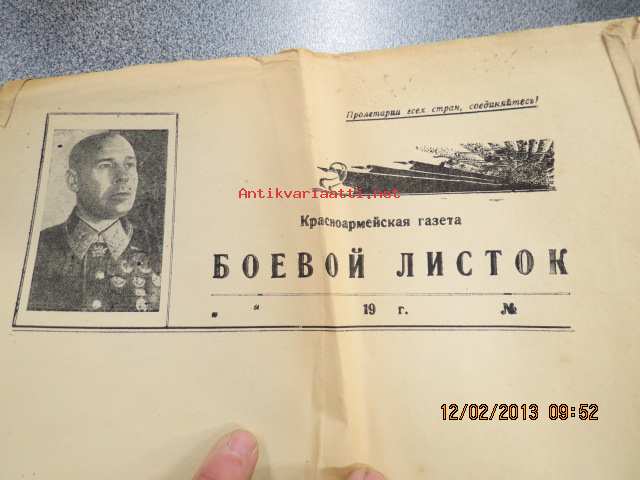 Пролетарии всех стран, соединяйтесь!
Antikvariaatti.net
Красноармейская газета
БОЕВОЙ ЛИСТОК
„ “ 19 г. №
12/02/2013 09:52